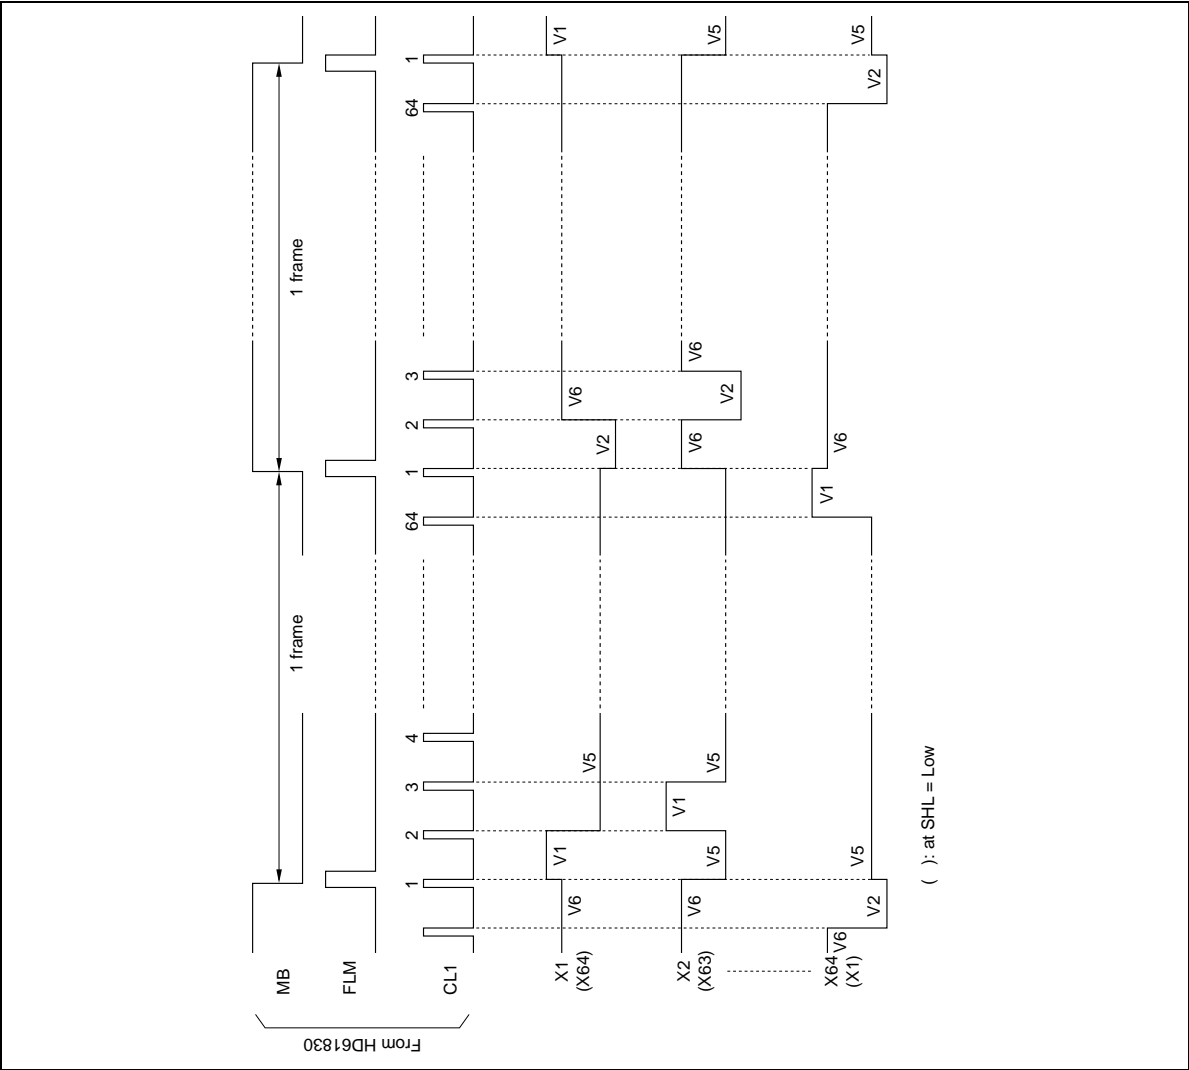 From HD61830
MB
1 frame
1 frame
FLM
CL1
1 2 3 4 64 1 2 3 64 1
X1
(X64)
V6 V1 V5 V2 V6 V1
X2
(X63)
V6 V5 V1 V5 V6 V2 V6 V5
X64
(X1)
V6 V2 V5 V1 V6 V2 V5
( ): at SHL = Low